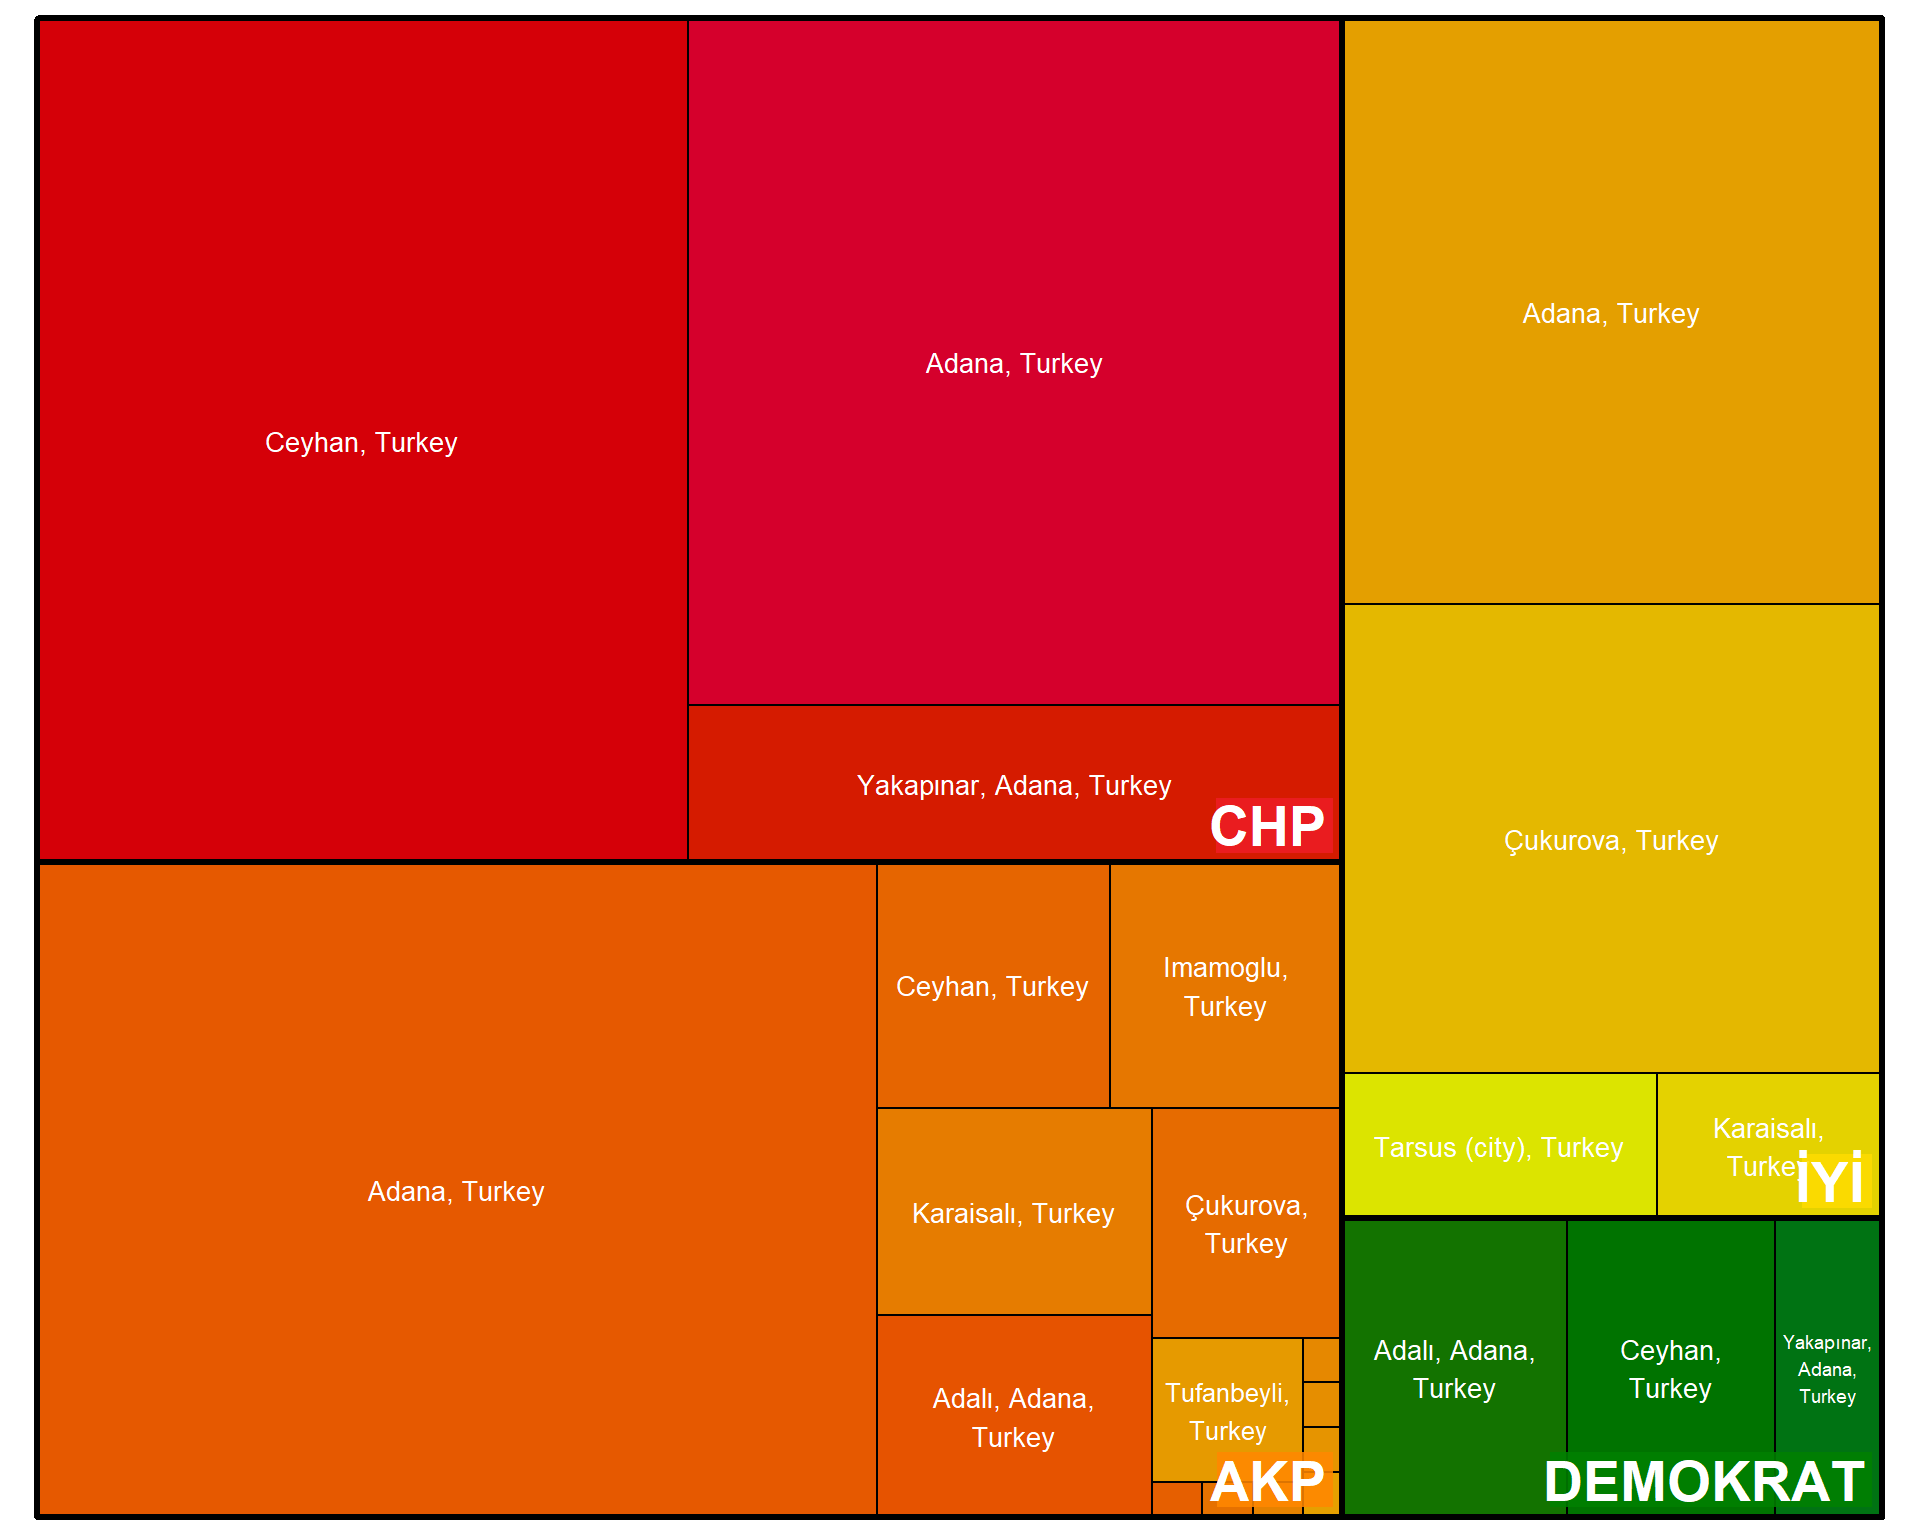 Ceyhan, Turkey
Adana, Turkey
Yakapınar, Adana, Turkey
CHP
Adana, Turkey
Çukurova, Turkey
Tarsus (city), Turkey
Karaisalı,
Turkey
İYİ
Adana, Turkey
Ceyhan, Turkey
Imamoglu,
Turkey
Karaisalı, Turkey
Çukurova,
Turkey
Adalı, Adana,
Turkey
Tufanbeyli,
Turkey
AKP
Adalı, Adana,
Turkey
Ceyhan,
Turkey
Yakapınar,
Adana,
Turkey
DEMOKRAT